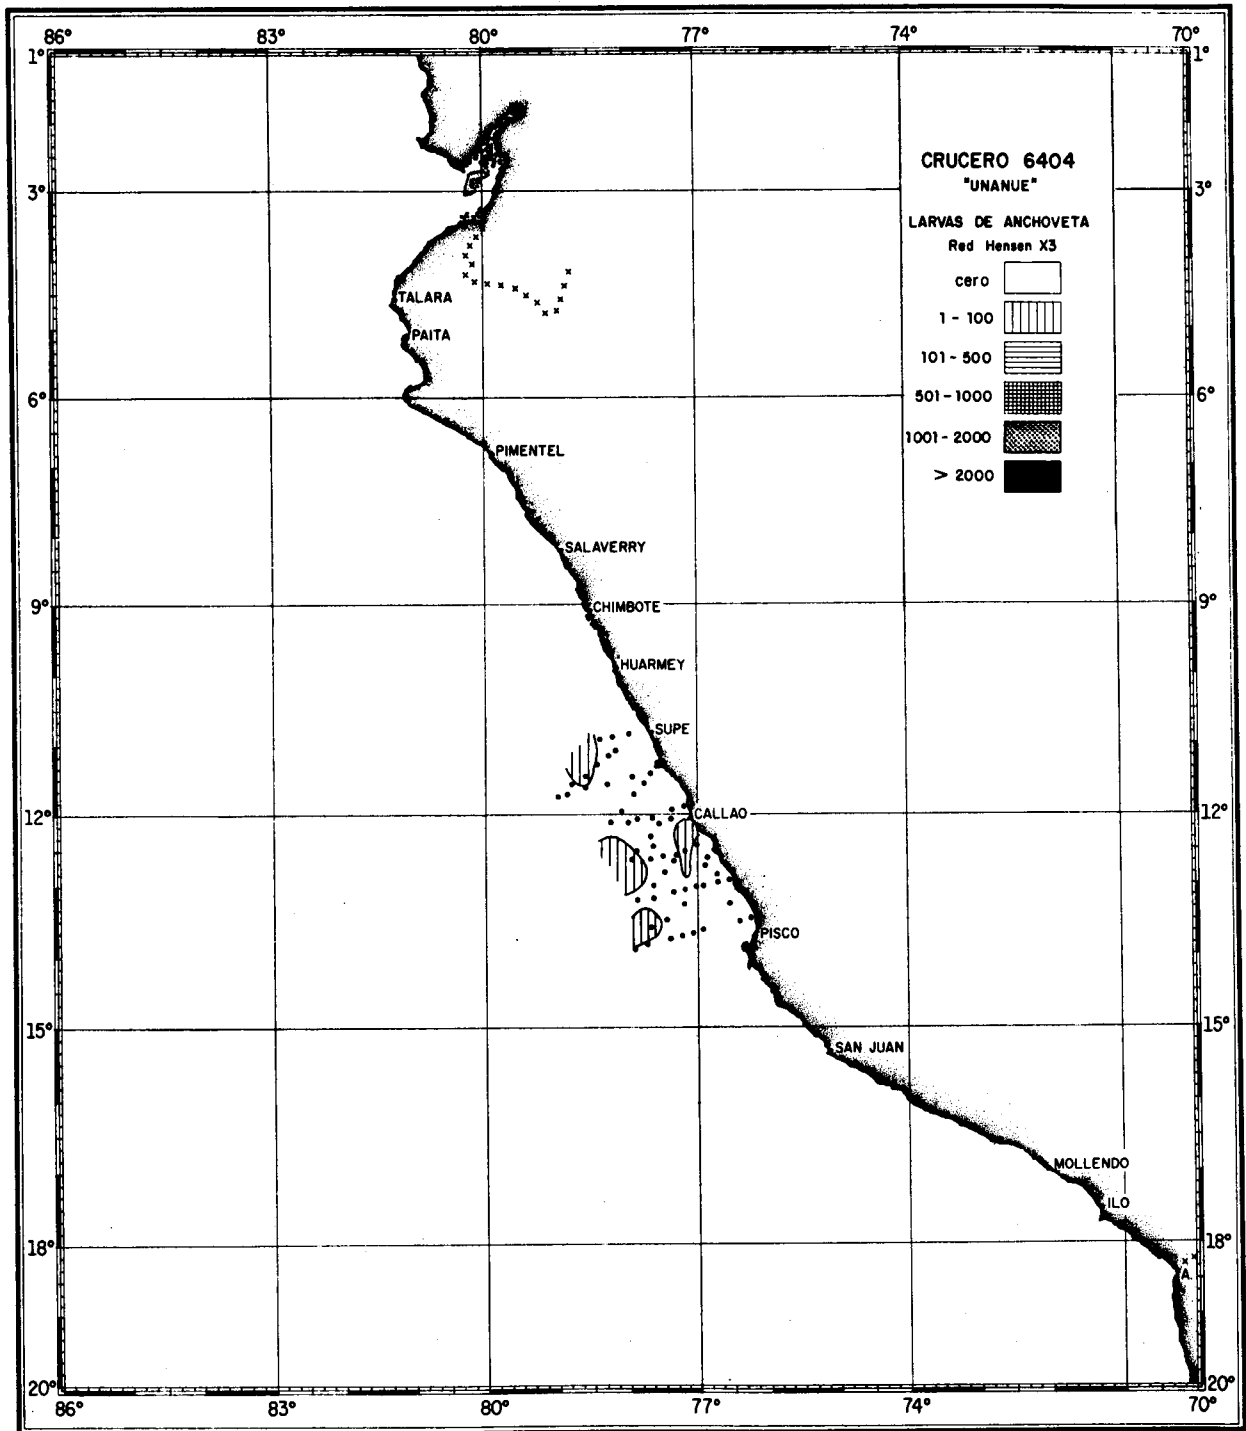 86° 83° 80° 77° 74° 70°
1° 1°
CRUCERO 6404
"UNANUE"
3° 3°
LARVAS DE ANCHOVETA
Red Hensen X3
cero
TALARA
1 - 100
PAITA
101 - 500
501 - 1000
6° 6°
1001 - 2000
PIMENTEL
> 2000
SALAVERRY
9° CHIMBOTE 9°
HUARMEY
SUPE
12° CALLAO 12°
PISCO
15° 15°
SAN JUAN
MOLLENDO
ILO
18° 18°
A.
20° 20°
86° 83° 80° 77° 74° 70°